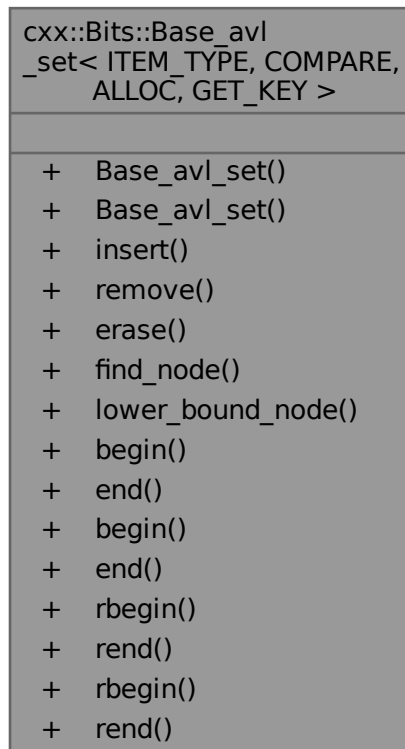 cxx::Bits::Base_avl
_set< ITEM_TYPE, COMPARE,
ALLOC, GET_KEY >
+ Base_avl_set()
+ Base_avl_set()
+ insert()
+ remove()
+ erase()
+ find_node()
+ lower_bound_node()
+ begin()
+ end()
+ begin()
+ end()
+ rbegin()
+ rend()
+ rbegin()
+ rend()